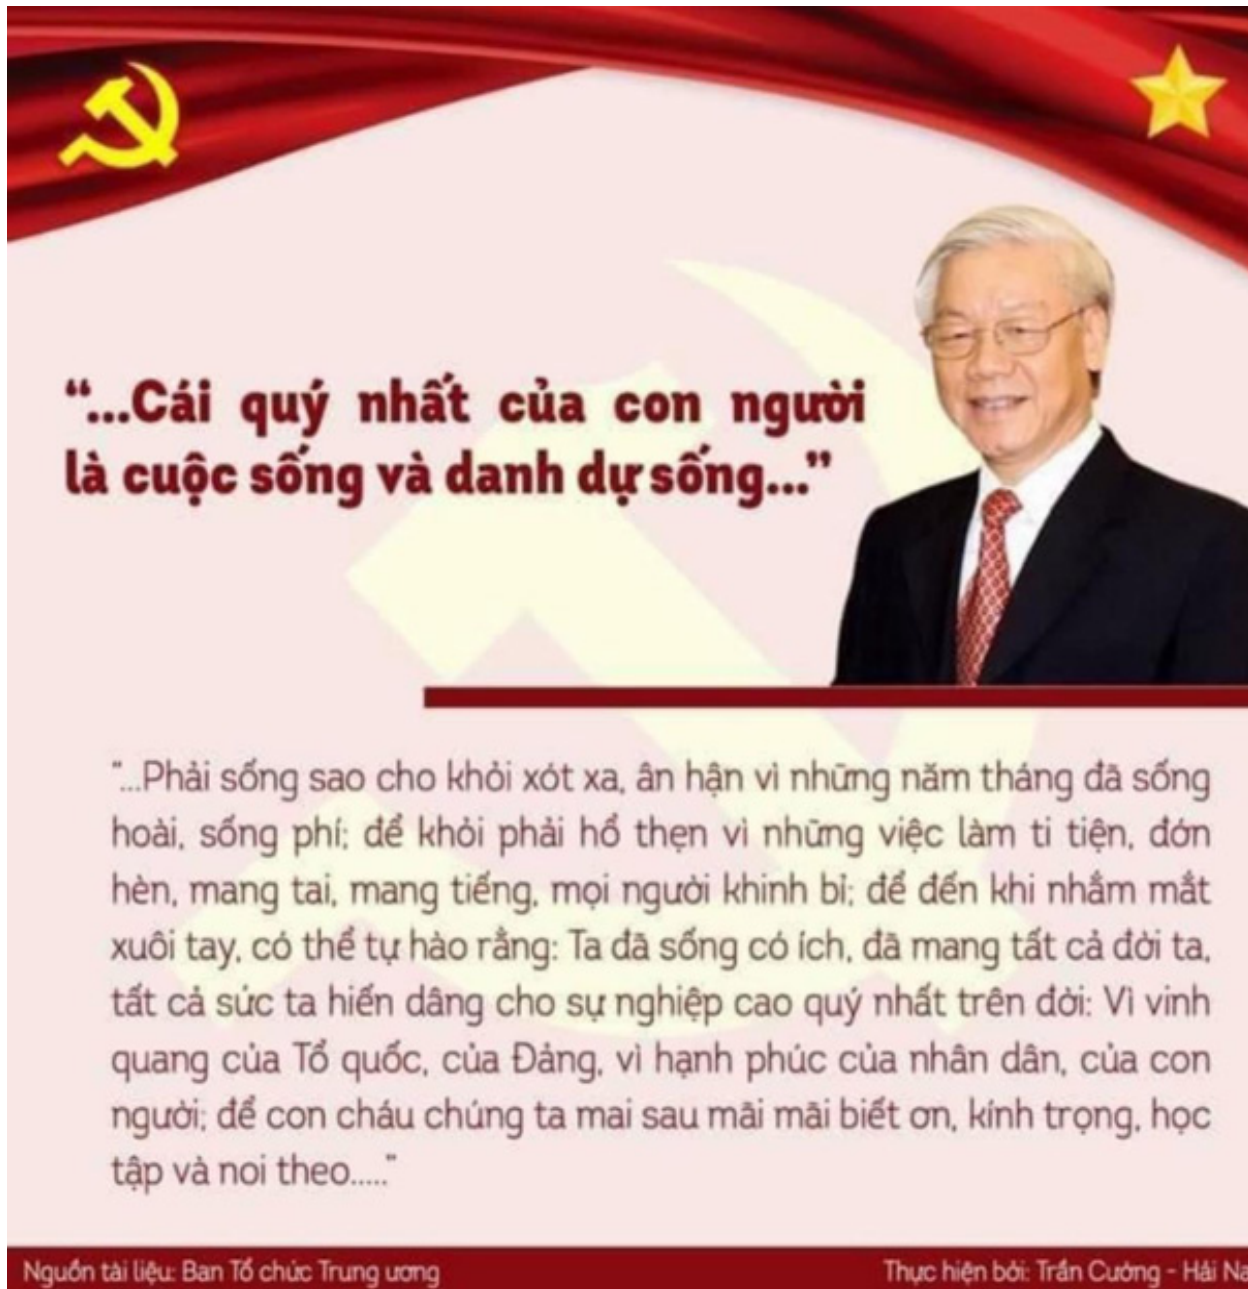 “...Cái quý nhất của con người
là cuộc sống và danh dự sống...”
"...Phải sống sao cho khỏi xót xa, ân hận vì những năm tháng đã sống
hoài, sống phí; để khỏi phải hổ thẹn vì những việc làm ti tiện, đớn
hèn, mang tai, mang tiếng, mọi người khinh bỉ; để đến khi nhắm mắt
xuôi tay, có thể tự hào rằng: Ta đã sống có ích, đã mang tất cả đời ta,
tất cả sức ta hiến dâng cho sự nghiệp cao quý nhất trên đời: Vì vinh
quang của Tổ quốc, của Đảng, vì hạnh phúc của nhân dân, của con
người; để con cháu chúng ta mai sau mãi mãi biết ơn, kính trọng, học
tập và noi theo....."
Nguồn tài liệu: Ban Tổ chức Trung ương
Thực hiện bởi: Trần Cường - Hải Na